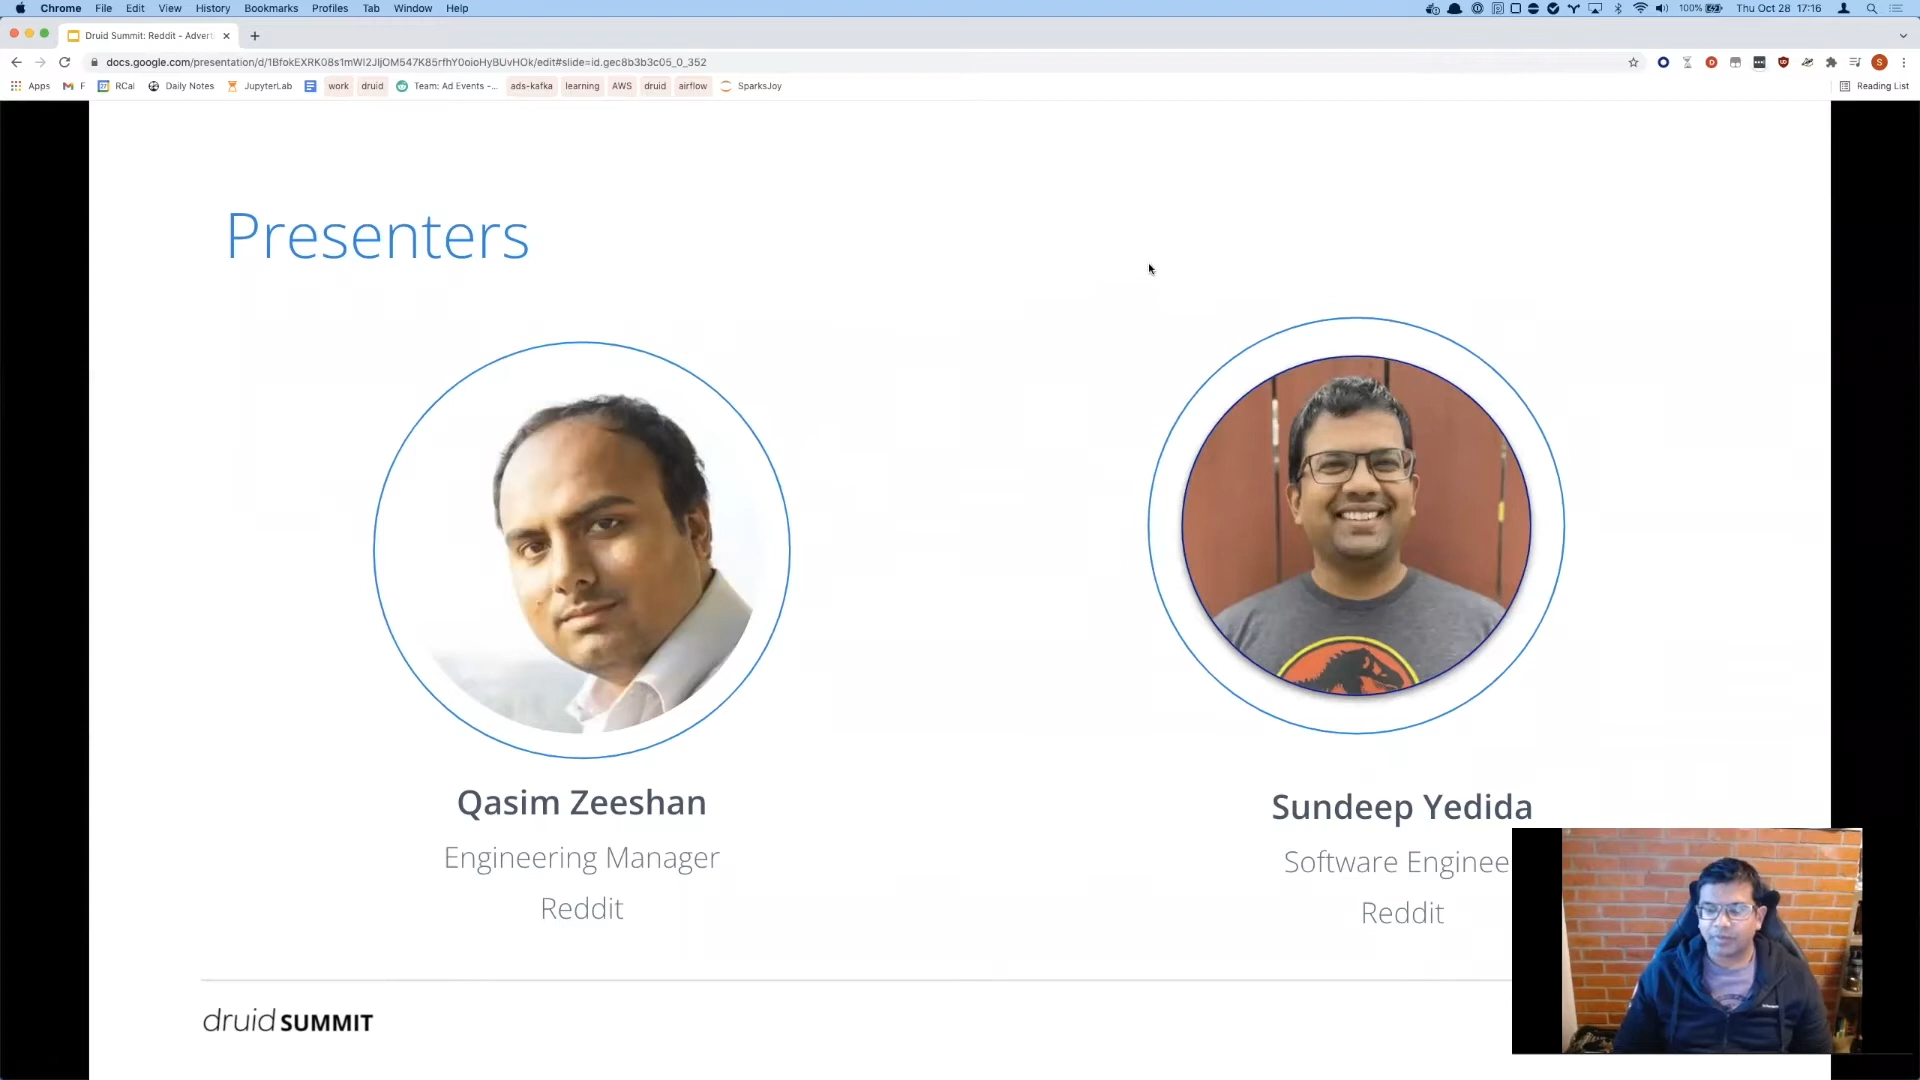 Chrome File Edit View History Bookmarks Profiles Tab Window Help 100% Thu Oct 28 17:16
Druid Summit: Reddit - Advert
docs.google.com/presentation/d/1BfokEXRK08s1mWI2JIjOM547K85rfhY0oioHyBUvHOk/edit#slide=id.gec8b3b3c05_0_352
Apps F RCal Daily Notes JupyterLab work druid Team: Ad Events -... ads-kafka learning AWS druid airflow SparksJoy Reading List
Presenters
Qasim Zeeshan
Engineering Manager
Reddit
Sundeep Yedida
Software Enginee
Reddit
druid SUMMIT